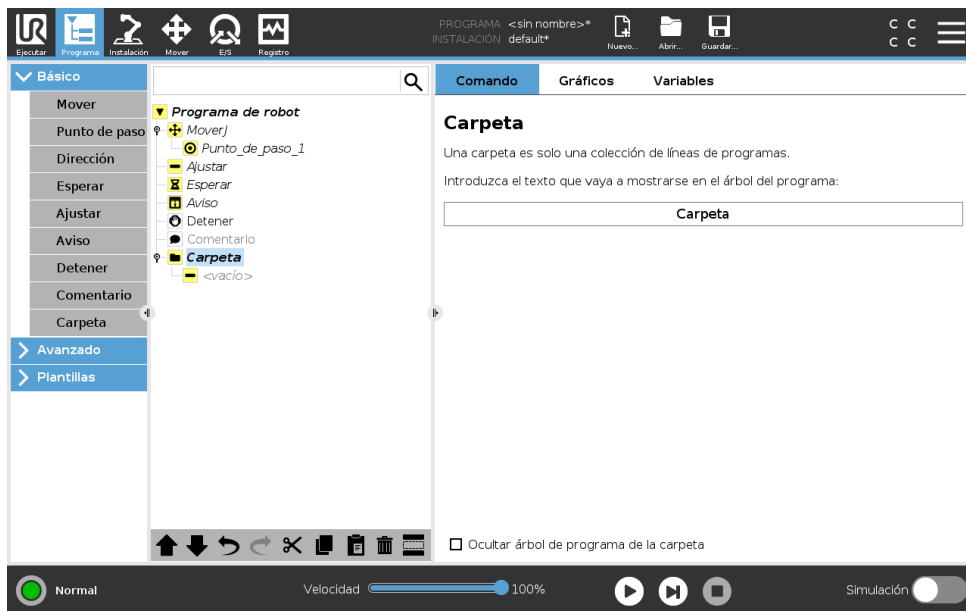 PROGRAMA <sin nombre>*
INSTALACIÓN default*
Ejecutar
Programa
Instalación
Mover
E/S
Registro
Nuevo...
Abrir...
Guardar...
C C
C C
Básico
Mover
Punto de paso
Dirección
Esperar
Ajustar
Aviso
Detener
Comentario
Carpeta
Avanzado
Plantillas
Programa de robot
MoverJ
Punto_de_paso_1
Ajustar
Esperar
Aviso
Detener
Comentario
Carpeta
<vacío>
Comando Gráficos Variables
Carpeta
Una carpeta es solo una colección de líneas de programas.
Introduzca el texto que vaya a mostrarse en el árbol del programa:
Carpeta
Ocultar árbol de programa de la carpeta
Normal
Velocidad 100%
Simulación